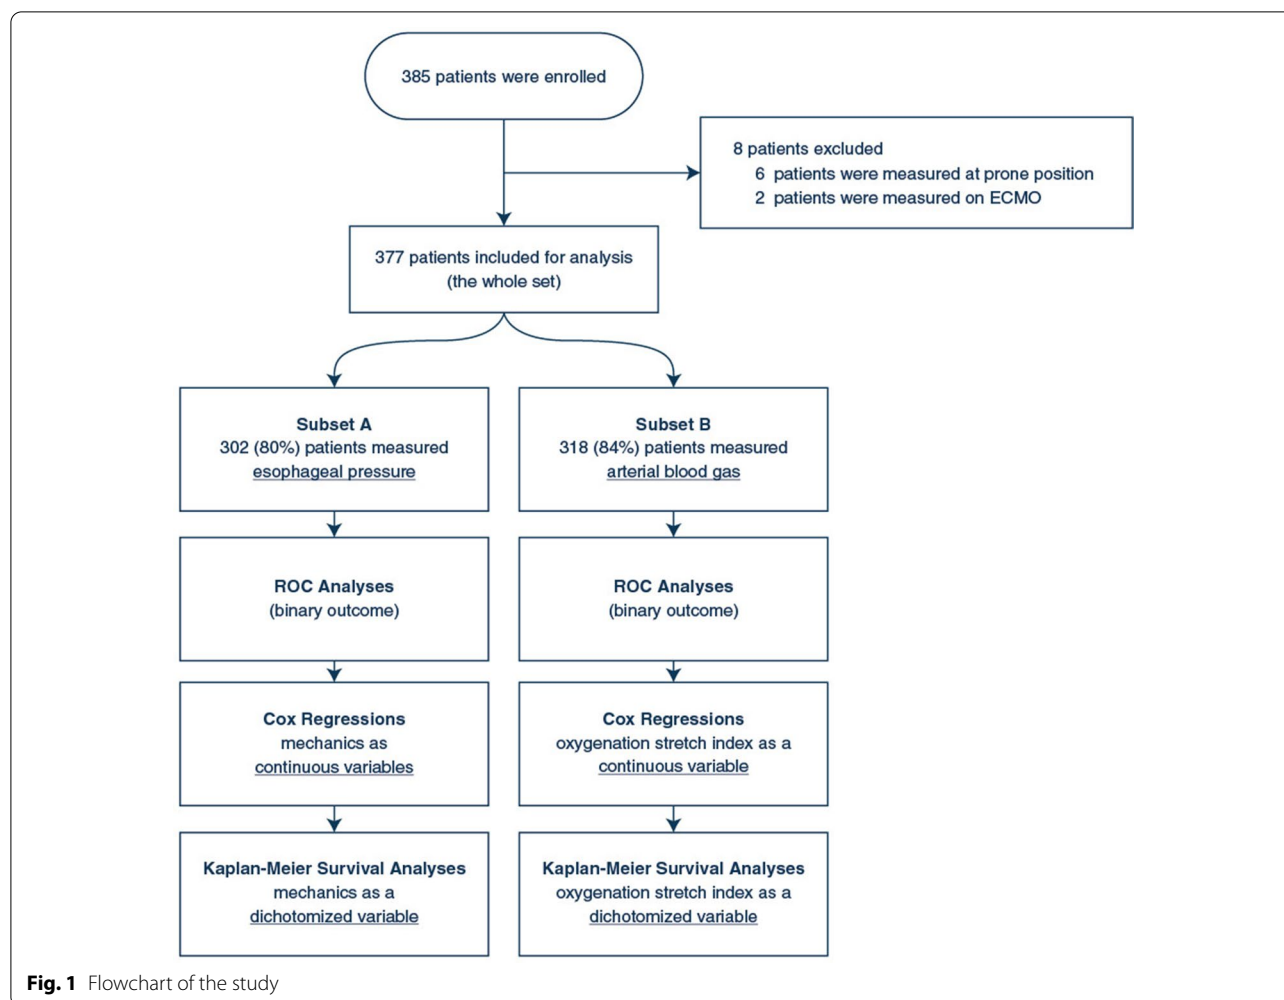 385 patients were enrolled
8 patients excluded
6 patients were measured at prone position
2 patients were measured on ECMO
377 patients included for analysis
(the whole set)
Subset A
302 (80%) patients measured
esophageal pressure
Subset B
318 (84%) patients measured
arterial blood gas
ROC Analyses
(binary outcome)
ROC Analyses
(binary outcome)
Cox Regressions
mechanics as
continuous variables
Cox Regressions
oxygenation stretch index as a
continuous variable
Kaplan-Meier Survival Analyses
mechanics as a
dichotomized variable
Kaplan-Meier Survival Analyses
oxygenation stretch index as a
dichotomized variable
Fig. 1 Flowchart of the study